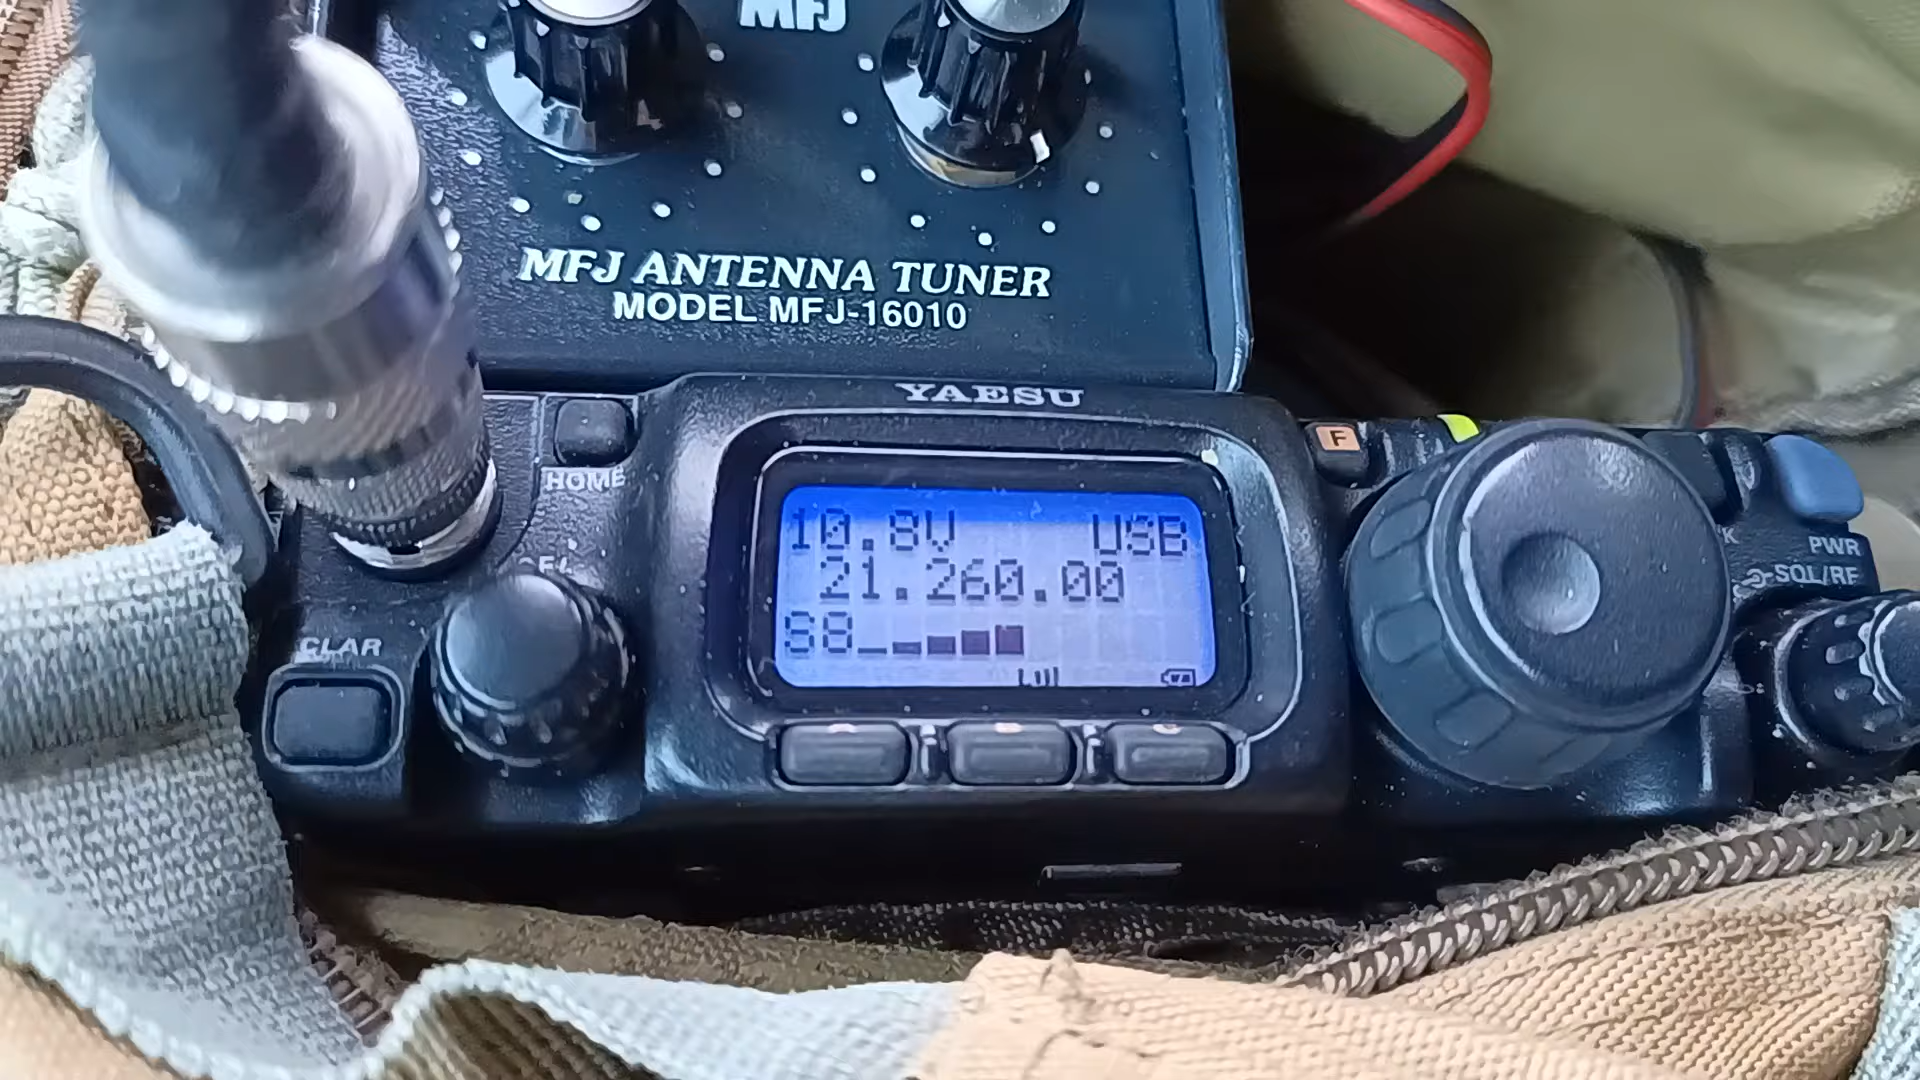 MFJ
MFJ ANTENNA TUNER
MODEL MFJ-16010
YAESU
F
HOME
10.8V USB
21.260.00
S8
PWR
SQL/RF
CLAR